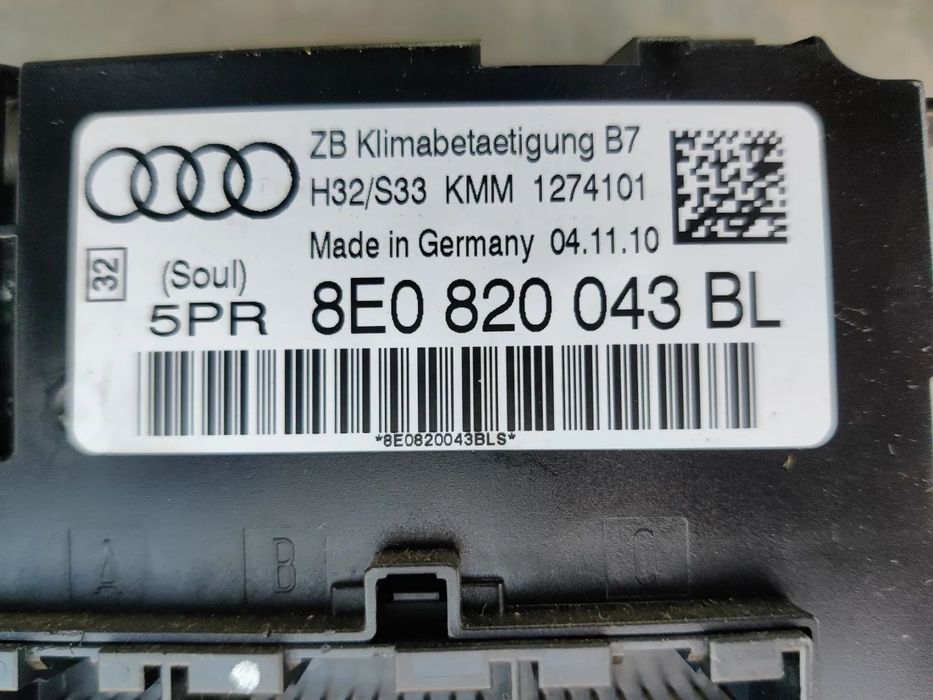 ZB Klimabetaetigung B7
H32/S33 KMM 1274101
Made in Germany 04.11.10
32
(Soul)
5PR 8E0 820 043 BL
*8E0820043BLS*
A B C